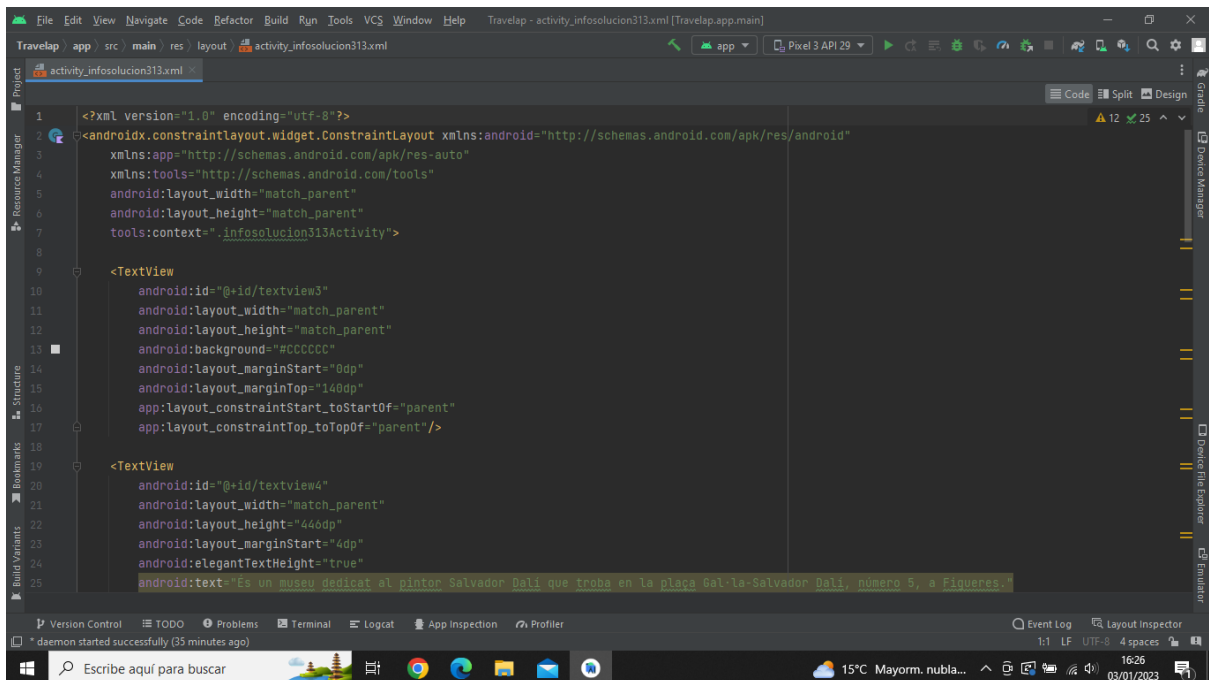 File Edit View Navigate Code Refactor Build Run Tools VCS Window Help Travelap - activity_infosolucion313.xml [Travelap.app.main]
Travelap app src main res layout activity_infosolucion313.xml app Pixel 3 API 29
activity_infosolucion313.xml
Code Split Design
12 25
Project
Resource Manager
Structure
Bookmarks
Build Variants
1 <?xml version="1.0" encoding="utf-8"?>
2 <androidx.constraintlayout.widget.ConstraintLayout xmlns:android="http://schemas.android.com/apk/res/android"
3 xmlns:app="http://schemas.android.com/apk/res-auto"
4 xmlns:tools="http://schemas.android.com/tools"
5 android:layout_width="match_parent"
6 android:layout_height="match_parent"
7 tools:context=".infosolucion313Activity">
8
9 <TextView
10 android:id="@+id/textview3"
11 android:layout_width="match_parent"
12 android:layout_height="match_parent"
13 android:background="#CCCCCC"
14 android:layout_marginStart="0dp"
15 android:layout_marginTop="140dp"
16 app:layout_constraintStart_toStartOf="parent"
17 app:layout_constraintTop_toTopOf="parent"/>
18
19 <TextView
20 android:id="@+id/textview4"
21 android:layout_width="match_parent"
22 android:layout_height="446dp"
23 android:layout_marginStart="4dp"
24 android:elegantTextHeight="true"
25 android:text="És un museu dedicat al pintor Salvador Dalí que troba en la plaça Gal·la-Salvador Dalí, número 5, a Figueres."
Gradle
Device Manager
Device File Explorer
Emulator
Version Control TODO Problems Terminal Logcat App Inspection Profiler Event Log Layout Inspector
* daemon started successfully (35 minutes ago) 1:1 LF UTF-8 4 spaces
Escribe aquí para buscar 15°C Mayorm. nubla... 16:26
03/01/2023